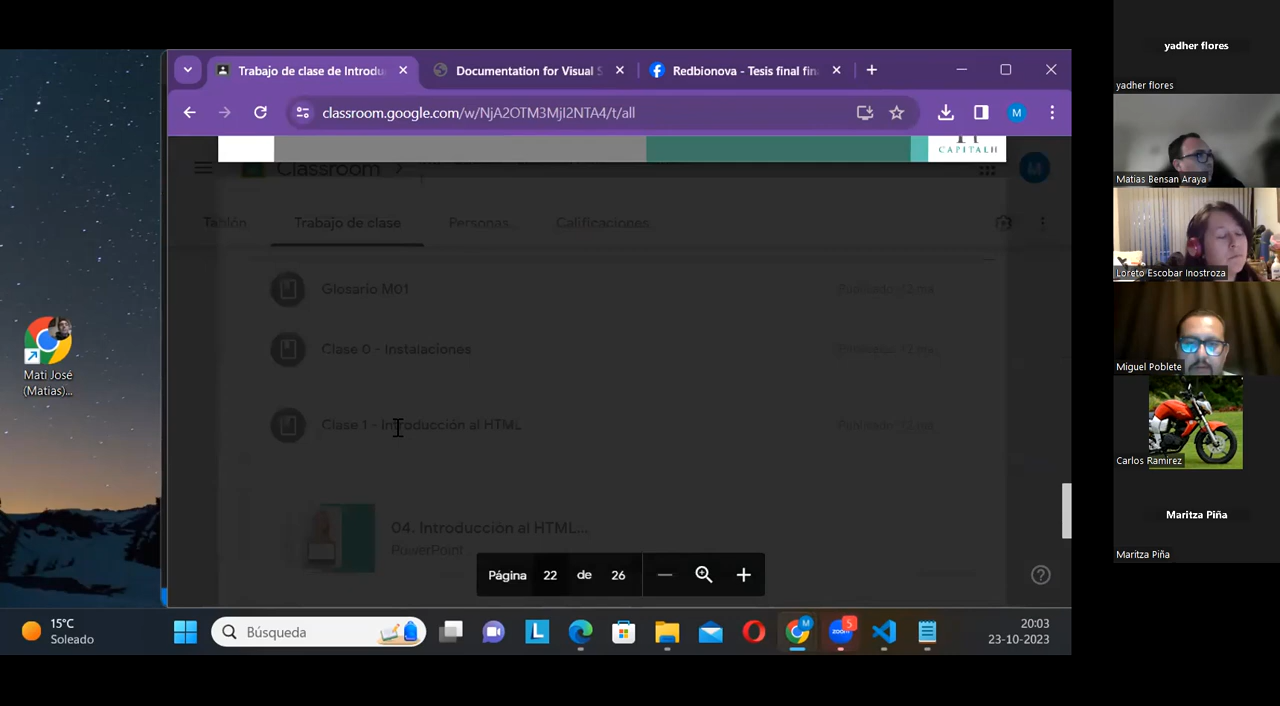 Trabajo de clase de Introdu
Documentation for Visual S
Redbionova - Tesis final fin
classroom.google.com/w/NjA2OTM3MjI2NTA4/t/all
M
CAPITALH
Classroom
M
Tablón
Trabajo de clase
Personas
Calificaciones
Glosario M01
Clase 0 - Instalaciones
Clase 1 - Introducción al HTML
04. Introducción al HTML...
PowerPoint
Página 22 de 26
Mati José
(Matias)...
15°C
Soleado
Búsqueda
L
M
zoom
5
20:03
23-10-2023
yadher flores
yadher flores
Matias Bensan Araya
Loreto Escobar Inostroza
Miguel Poblete
Carlos Ramirez
Maritza Piña
Maritza Piña